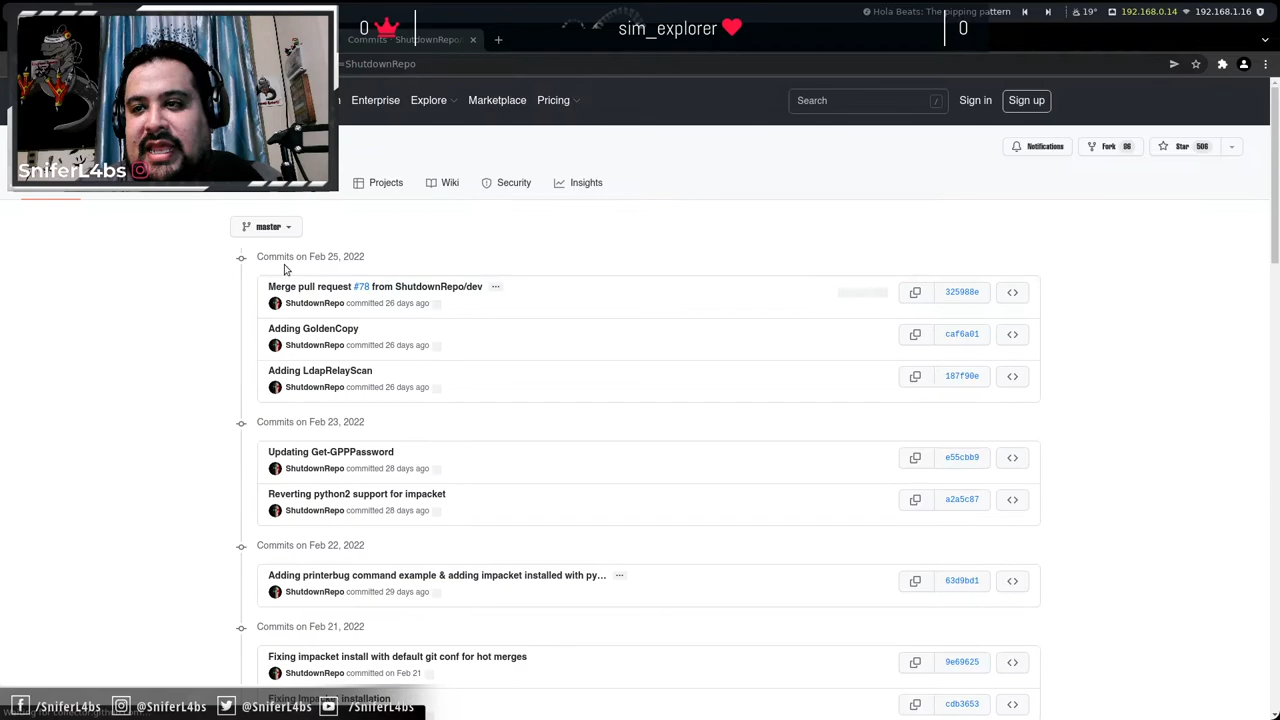 Hola Beats: The popping pattern
19°
192.168.0.14
192.168.1.16
0
sim_explorer
0
Commits · ShutdownRepo
ShutdownRepo
Enterprise
Explore
Marketplace
Pricing
Search
/
Sign in
Sign up
SniferL4bs
Notifications
Fork
Star
Projects
Wiki
Security
Insights
master
Commits on Feb 25, 2022
Merge pull request #78 from ShutdownRepo/dev
ShutdownRepo committed 26 days ago
325988e
Adding GoldenCopy
ShutdownRepo committed 26 days ago
caf6a01
Adding LdapRelayScan
ShutdownRepo committed 26 days ago
187f90e
Commits on Feb 23, 2022
Updating Get-GPPPassword
ShutdownRepo committed 28 days ago
e55cbb9
Reverting python2 support for impacket
ShutdownRepo committed 28 days ago
a2a5c87
Commits on Feb 22, 2022
Adding printerbug command example & adding impacket installed with py…
ShutdownRepo committed 29 days ago
63d9bd1
Commits on Feb 21, 2022
Fixing impacket install with default git conf for hot merges
ShutdownRepo committed on Feb 21
9e69625
Fixing Impacket installation
cdb3653
/SniferL4bs
@SniferL4bs
@SniferL4bs
/SniferL4bs